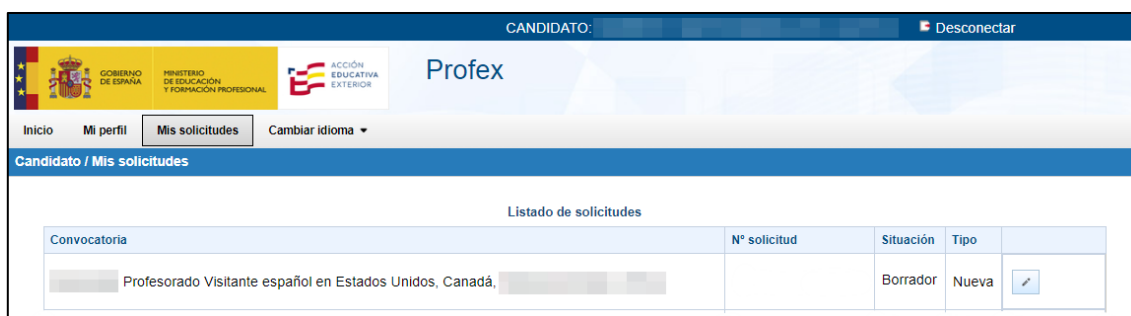 CANDIDATO:
Desconectar
GOBIERNO
DE ESPAÑA
MINISTERIO
DE EDUCACIÓN
Y FORMACIÓN PROFESIONAL
ACCIÓN
EDUCATIVA
EXTERIOR
Profex
Inicio Mi perfil Mis solicitudes Cambiar idioma
Candidato / Mis solicitudes
Listado de solicitudes
Convocatoria Nº solicitud Situación Tipo
Profesorado Visitante español en Estados Unidos, Canadá, Borrador Nueva